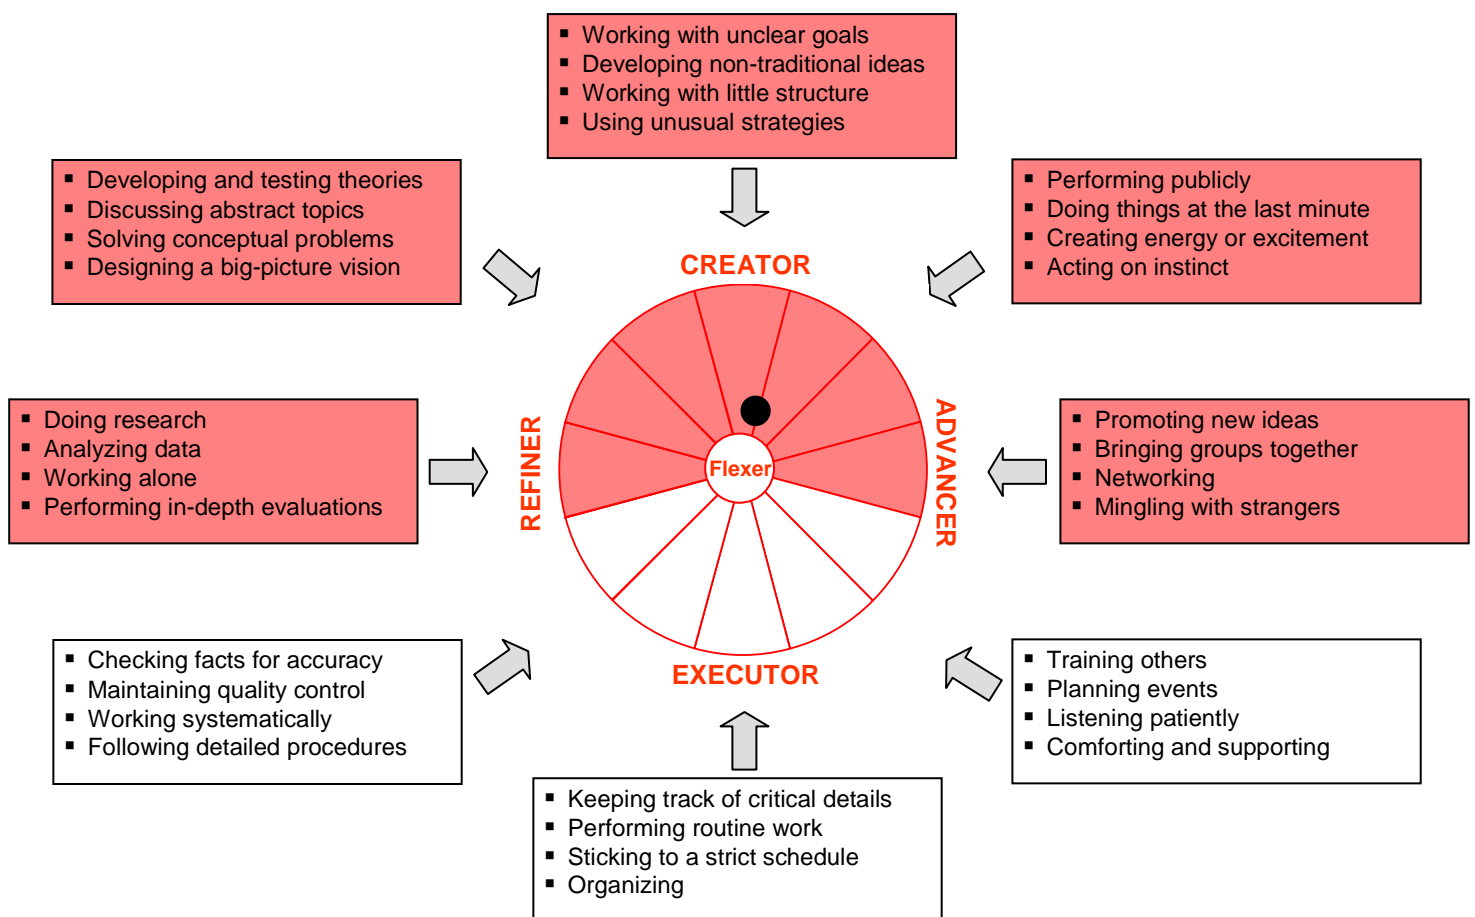 ▪ Working with unclear goals
▪ Developing non-traditional ideas
▪ Working with little structure
▪ Using unusual strategies
▪ Developing and testing theories
▪ Discussing abstract topics
▪ Solving conceptual problems
▪ Designing a big-picture vision
▪ Performing publicly
▪ Doing things at the last minute
▪ Creating energy or excitement
▪ Acting on instinct
CREATOR
▪ Doing research
▪ Analyzing data
▪ Working alone
▪ Performing in-depth evaluations
REFINER
Flexer
ADVANCER
▪ Promoting new ideas
▪ Bringing groups together
▪ Networking
▪ Mingling with strangers
EXECUTOR
▪ Checking facts for accuracy
▪ Maintaining quality control
▪ Working systematically
▪ Following detailed procedures
▪ Training others
▪ Planning events
▪ Listening patiently
▪ Comforting and supporting
▪ Keeping track of critical details
▪ Performing routine work
▪ Sticking to a strict schedule
▪ Organizing